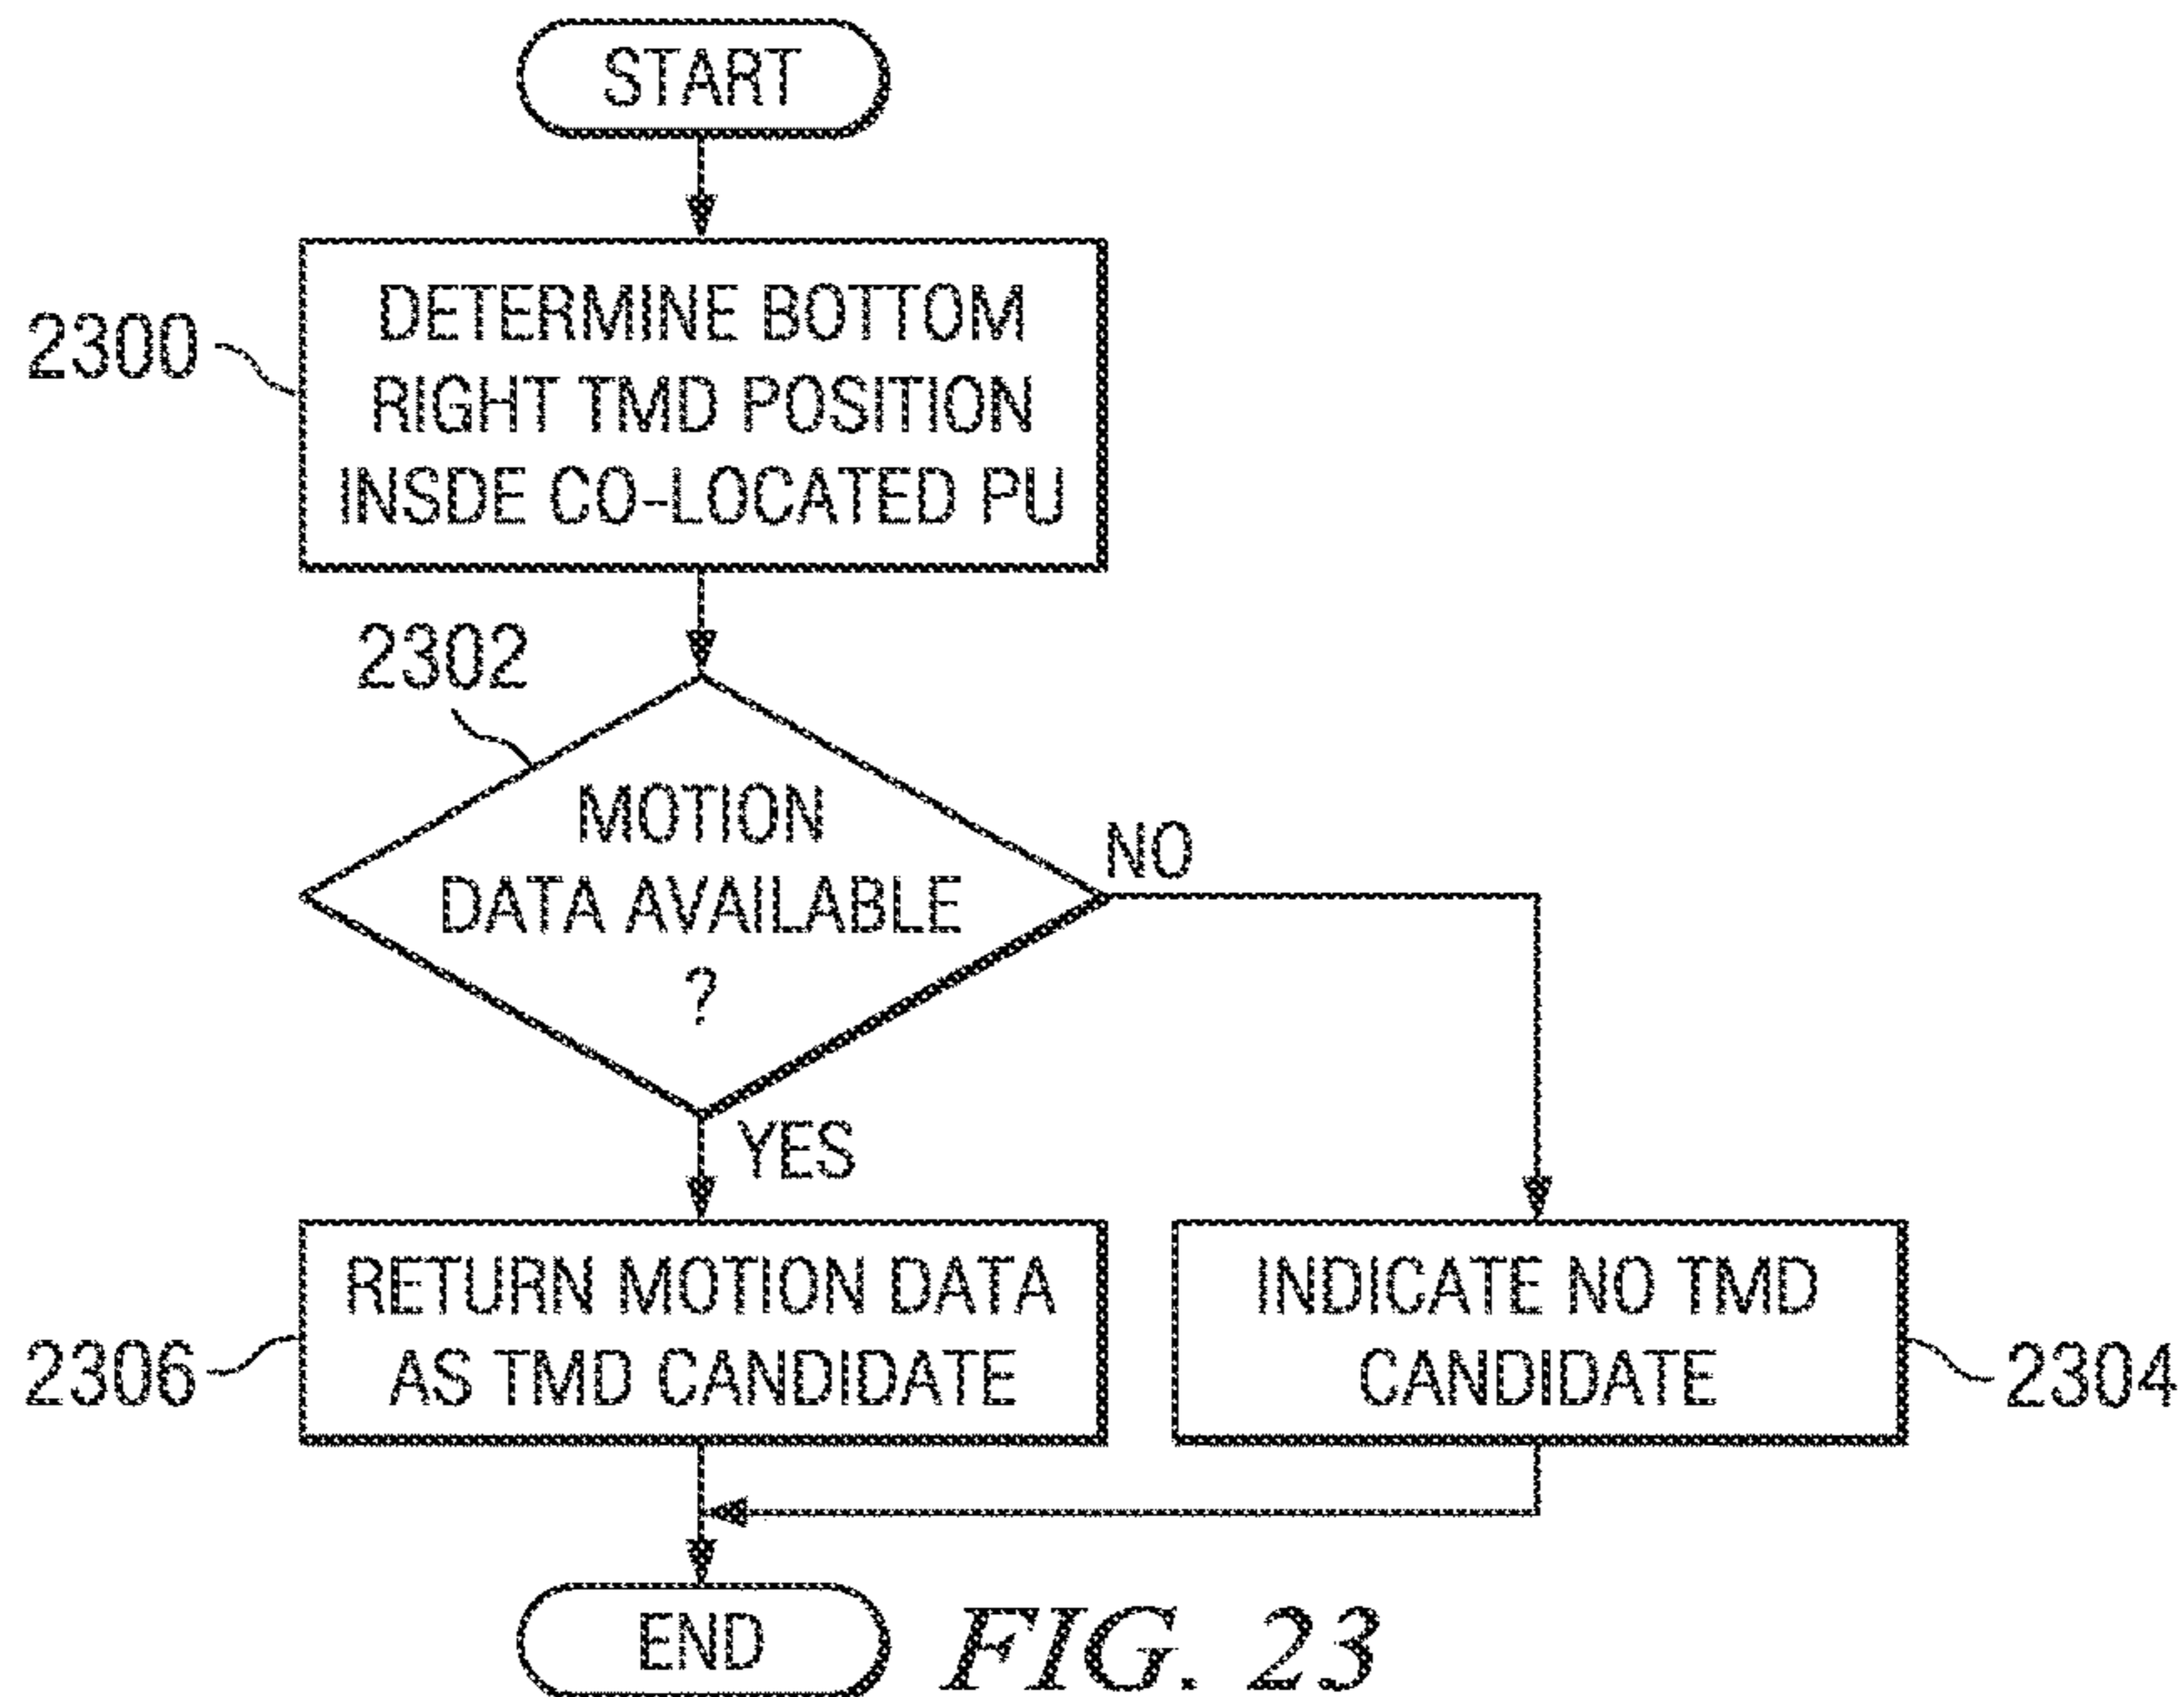 START
2300
DETERMINE BOTTOM
RIGHT TMD POSITION
INSDE CO-LOCATED PU
2302
MOTION
DATA AVAILABLE
?
NO
YES
2306
RETURN MOTION DATA
AS TMD CANDIDATE
INDICATE NO TMD
CANDIDATE
2304
END
FIG. 23